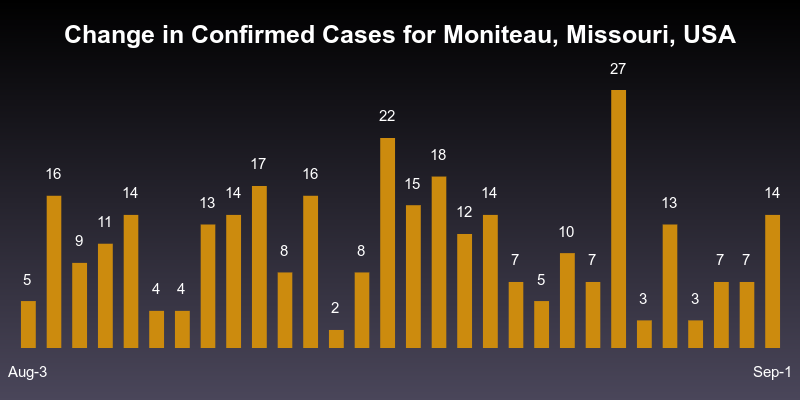 Change in Confirmed Cases for Moniteau, Missouri, USA
5 16 9 11 14 4 4 13 14 17 8 16 2 8 22 15 18 12 14 7 5 10 7 27 3 13 3 7 7 14
Aug-3 Sep-1